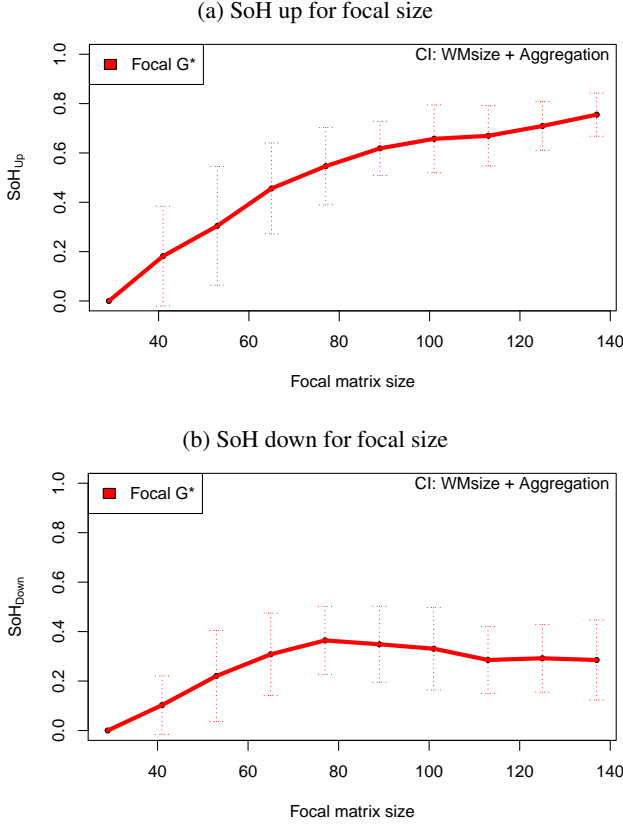 (a) SoH up for focal size
Focal G*
CI: WMsize + Aggregation
SoH_Up
1.0
0.8
0.6
0.4
0.2
0.0
40 60 80 100 120 140
Focal matrix size
(b) SoH down for focal size
Focal G*
CI: WMsize + Aggregation
SoH_Down
1.0
0.8
0.6
0.4
0.2
0.0
40 60 80 100 120 140
Focal matrix size